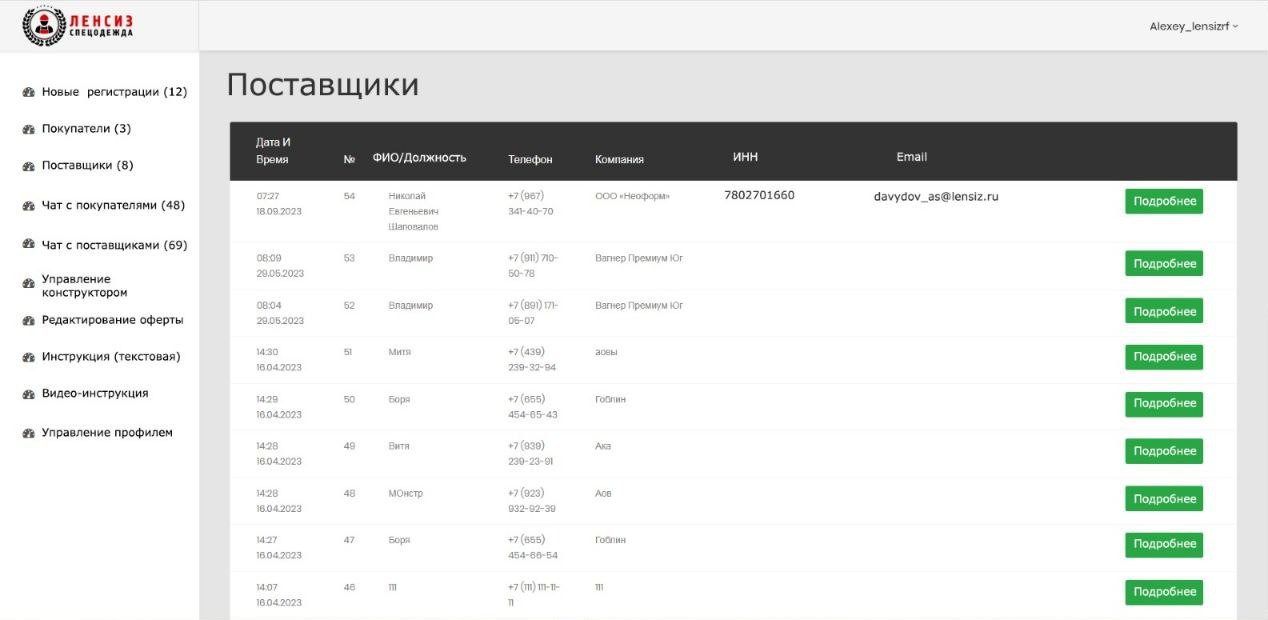 ЛЕНСИЗ
СПЕЦОДЕЖДА
Alexey_lensizrf
Новые регистрации (12)
Покупатели (3)
Поставщики (8)
Чат с покупателями (48)
Чат с поставщиками (69)
Управление
конструктором
Редактирование оферты
Инструкция (текстовая)
Видео-инструкция
Управление профилем
Поставщики
Дата И
Время № ФИО/Должность Телефон Компания ИНН Email
07:27 54 Николай +7 (967) ООО «Неоформ» 7802701660 davydov_as@lensiz.ru Подробнее
18.09.2023 Евгеньевич 341-40-70
Шаповалов
08:09 53 Владимир +7 (911) 710- Вагнер Премиум Юг Подробнее
29.05.2023 50-78
08:04 52 Владимир +7 (891) 171- Вагнер Премиум Юг Подробнее
29.05.2023 05-07
14:30 51 Митя +7 (439) аовы Подробнее
16.04.2023 239-32-94
14:29 50 Боря +7 (655) Гоблин Подробнее
16.04.2023 454-65-43
14:28 49 Витя +7 (939) Ака Подробнее
16.04.2023 239-23-91
14:28 48 МОнстр +7 (923) Аов Подробнее
16.04.2023 932-92-39
14:27 47 Боря +7 (655) Гоблин Подробнее
16.04.2023 454-66-54
14:07 46 111 +7 (111) 111-11- 111 Подробнее
16.04.2023 11